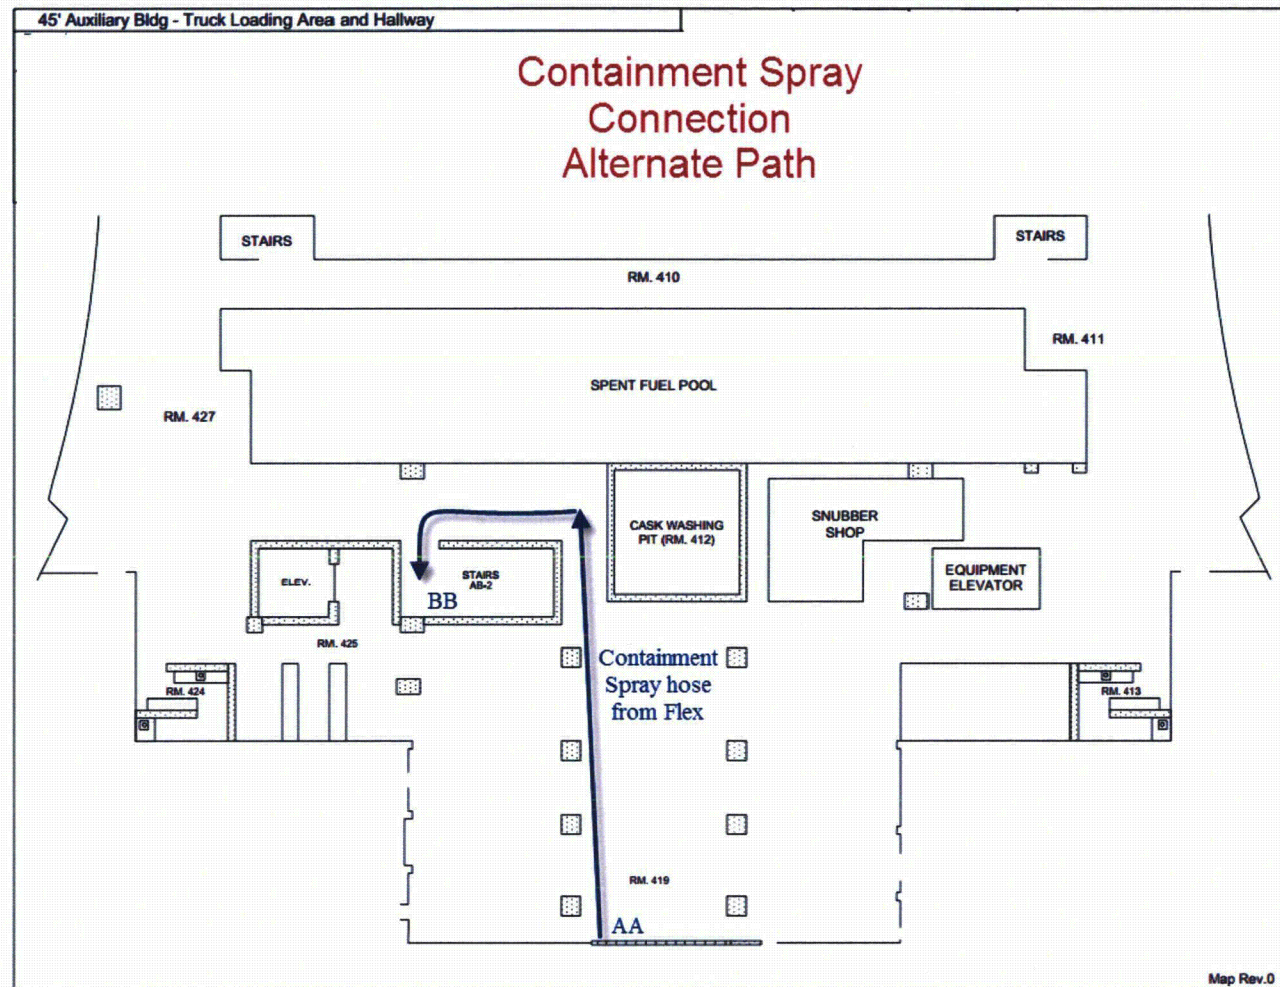 45' Auxiliary Bldg - Truck Loading Area and Hallway
Containment Spray
Connection
Alternate Path
STAIRS
STAIRS
RM. 410
RM. 411
SPENT FUEL POOL
RM. 427
CASK WASHING
PIT (RM. 412)
SNUBBER
SHOP
EQUIPMENT
ELEVATOR
ELEV.
STAIRS
AB-2
BB
RM. 425
Containment
Spray hose
from Flex
RM. 424
RM. 413
RM. 419
AA
Map Rev.0